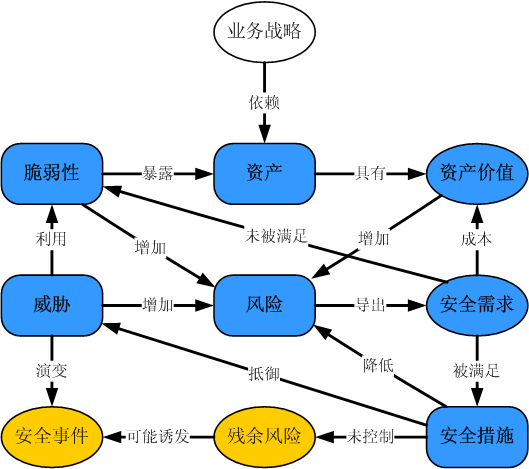 业务战略
依赖
脆弱性
暴露
资产
具有
资产价值
利用
增加
未被满足
增加
成本
威胁
增加
风险
导出
安全需求
演变
抵御
降低
被满足
安全事件
可能诱发
残余风险
未控制
安全措施